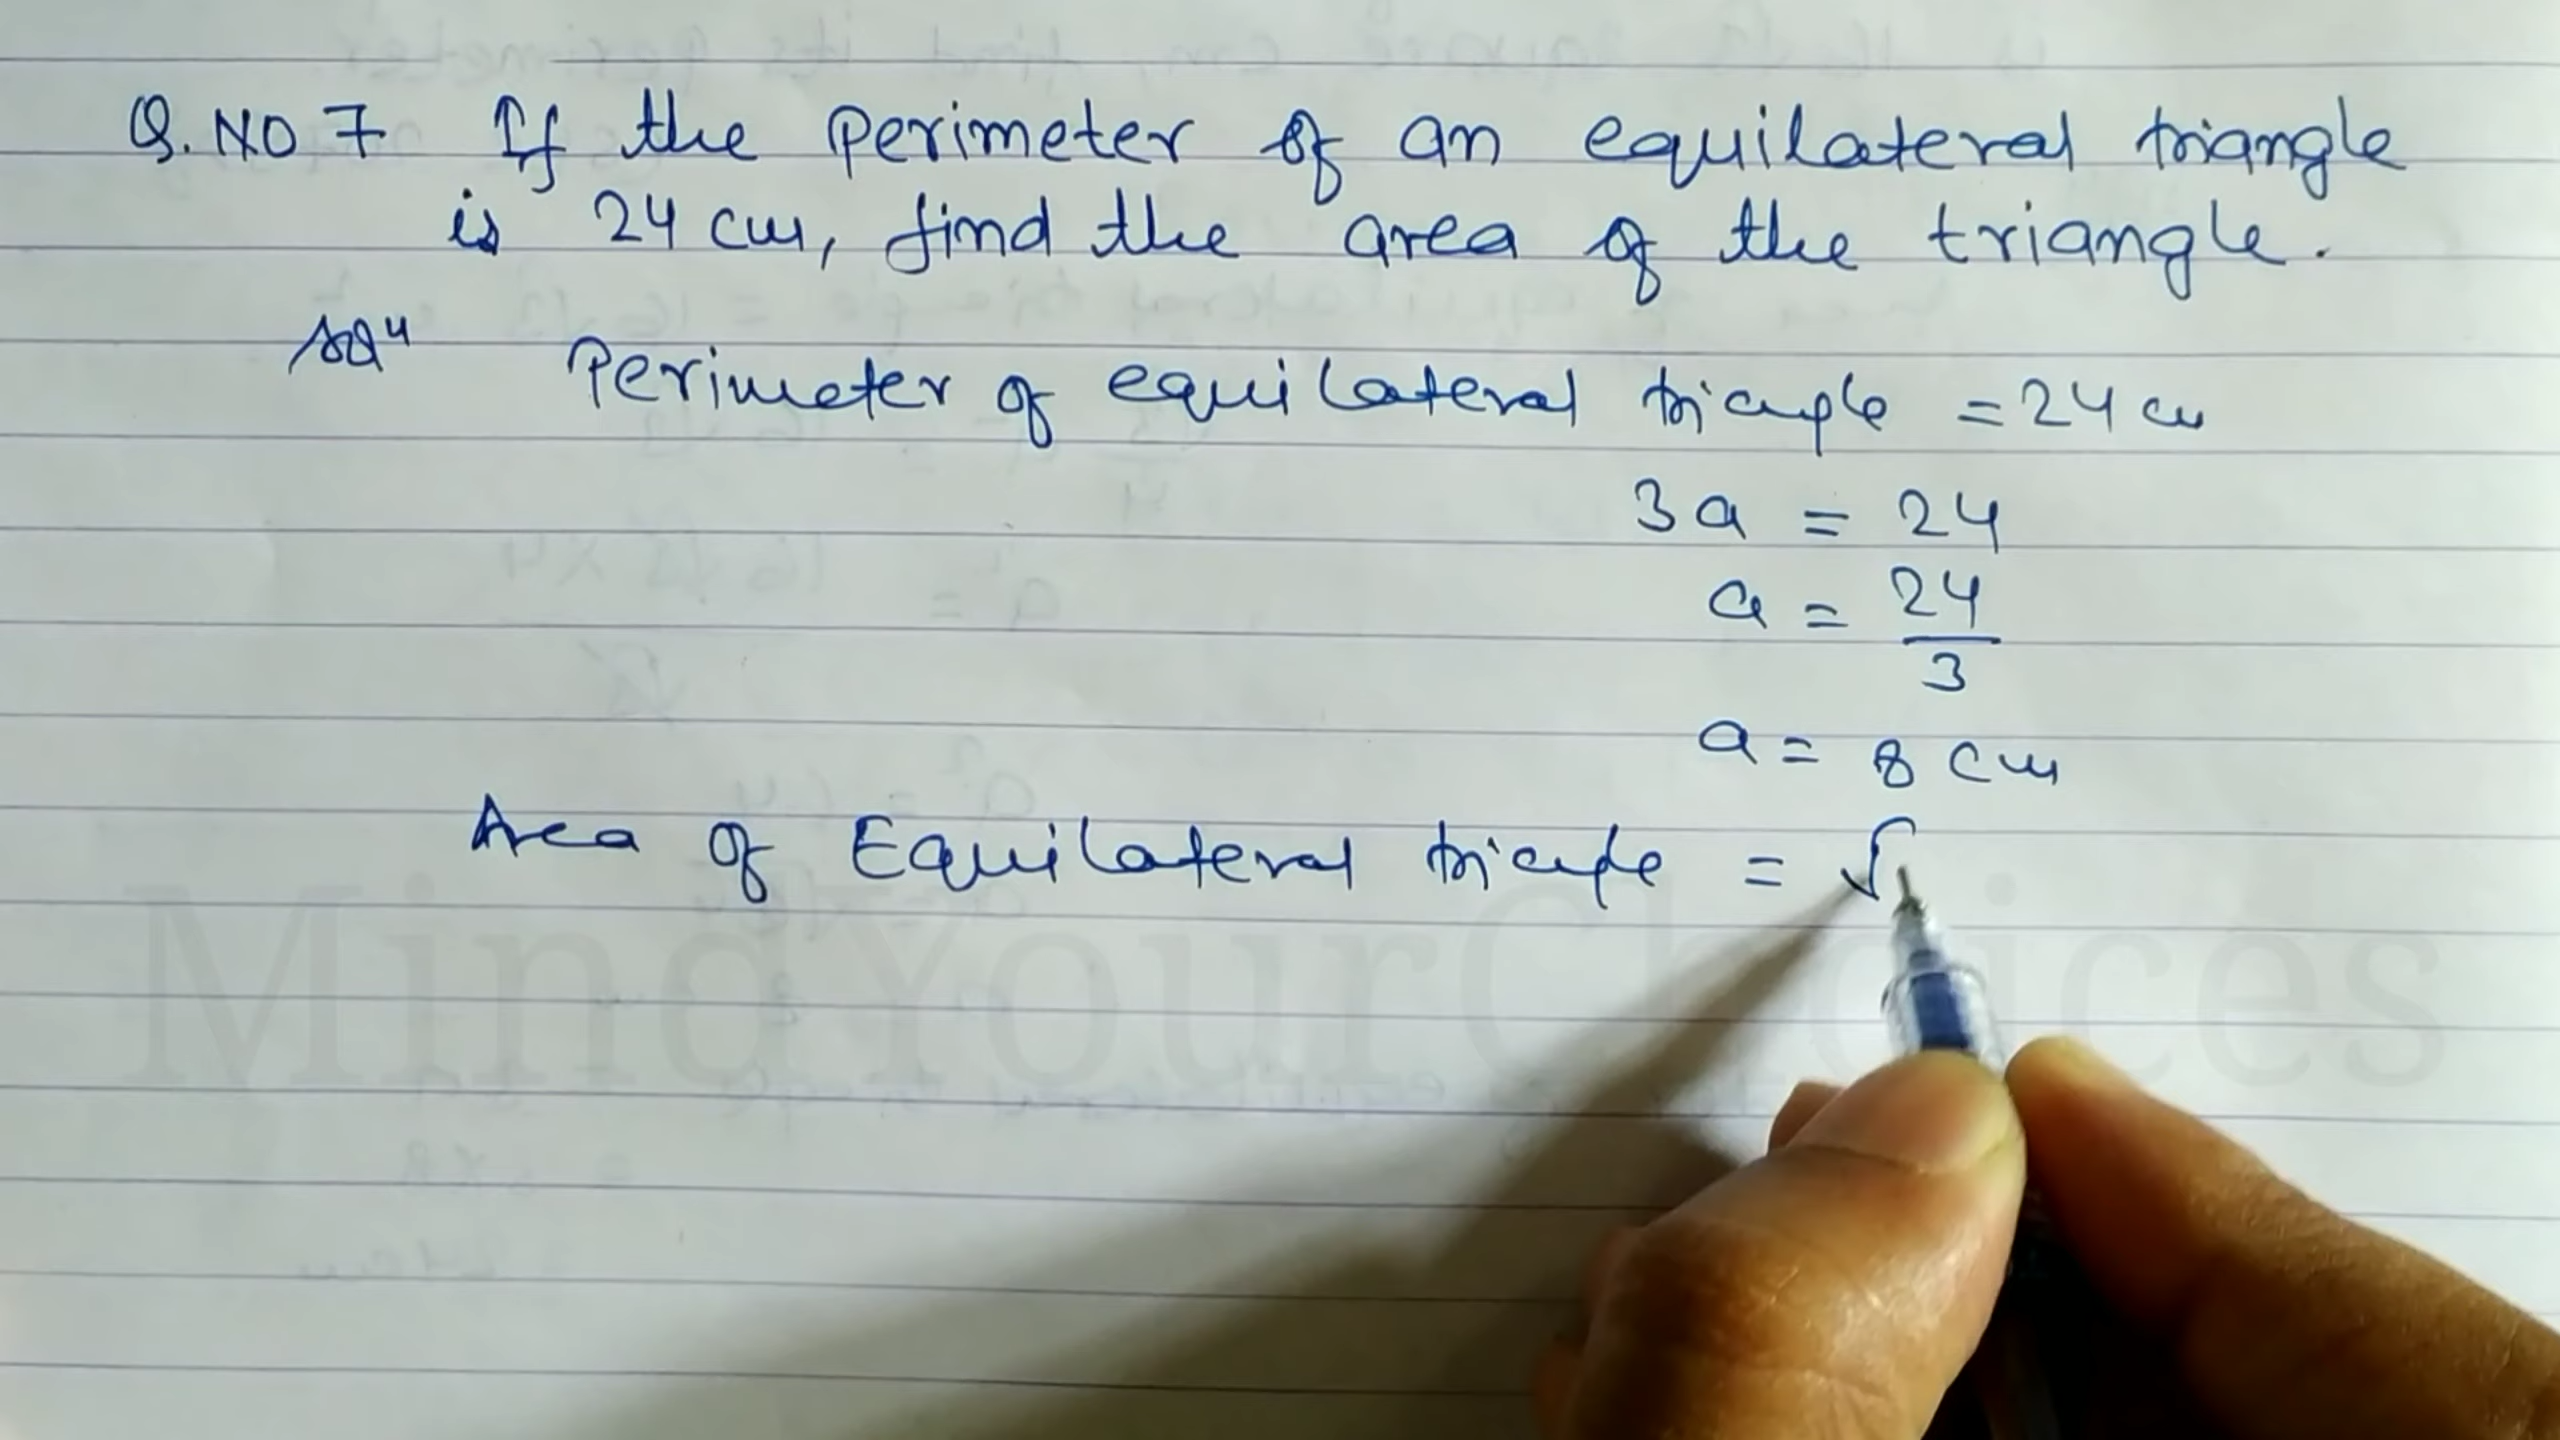 Q. NO 7 If the perimeter of an equilateral triangle
is 24 cm, find the area of the triangle.
Solⁿ Perimeter of equilateral triangle = 24 cm
3a = 24
a = 24/3
a = 8 cm
Area of Equilateral triangle = √
MindYourChoices